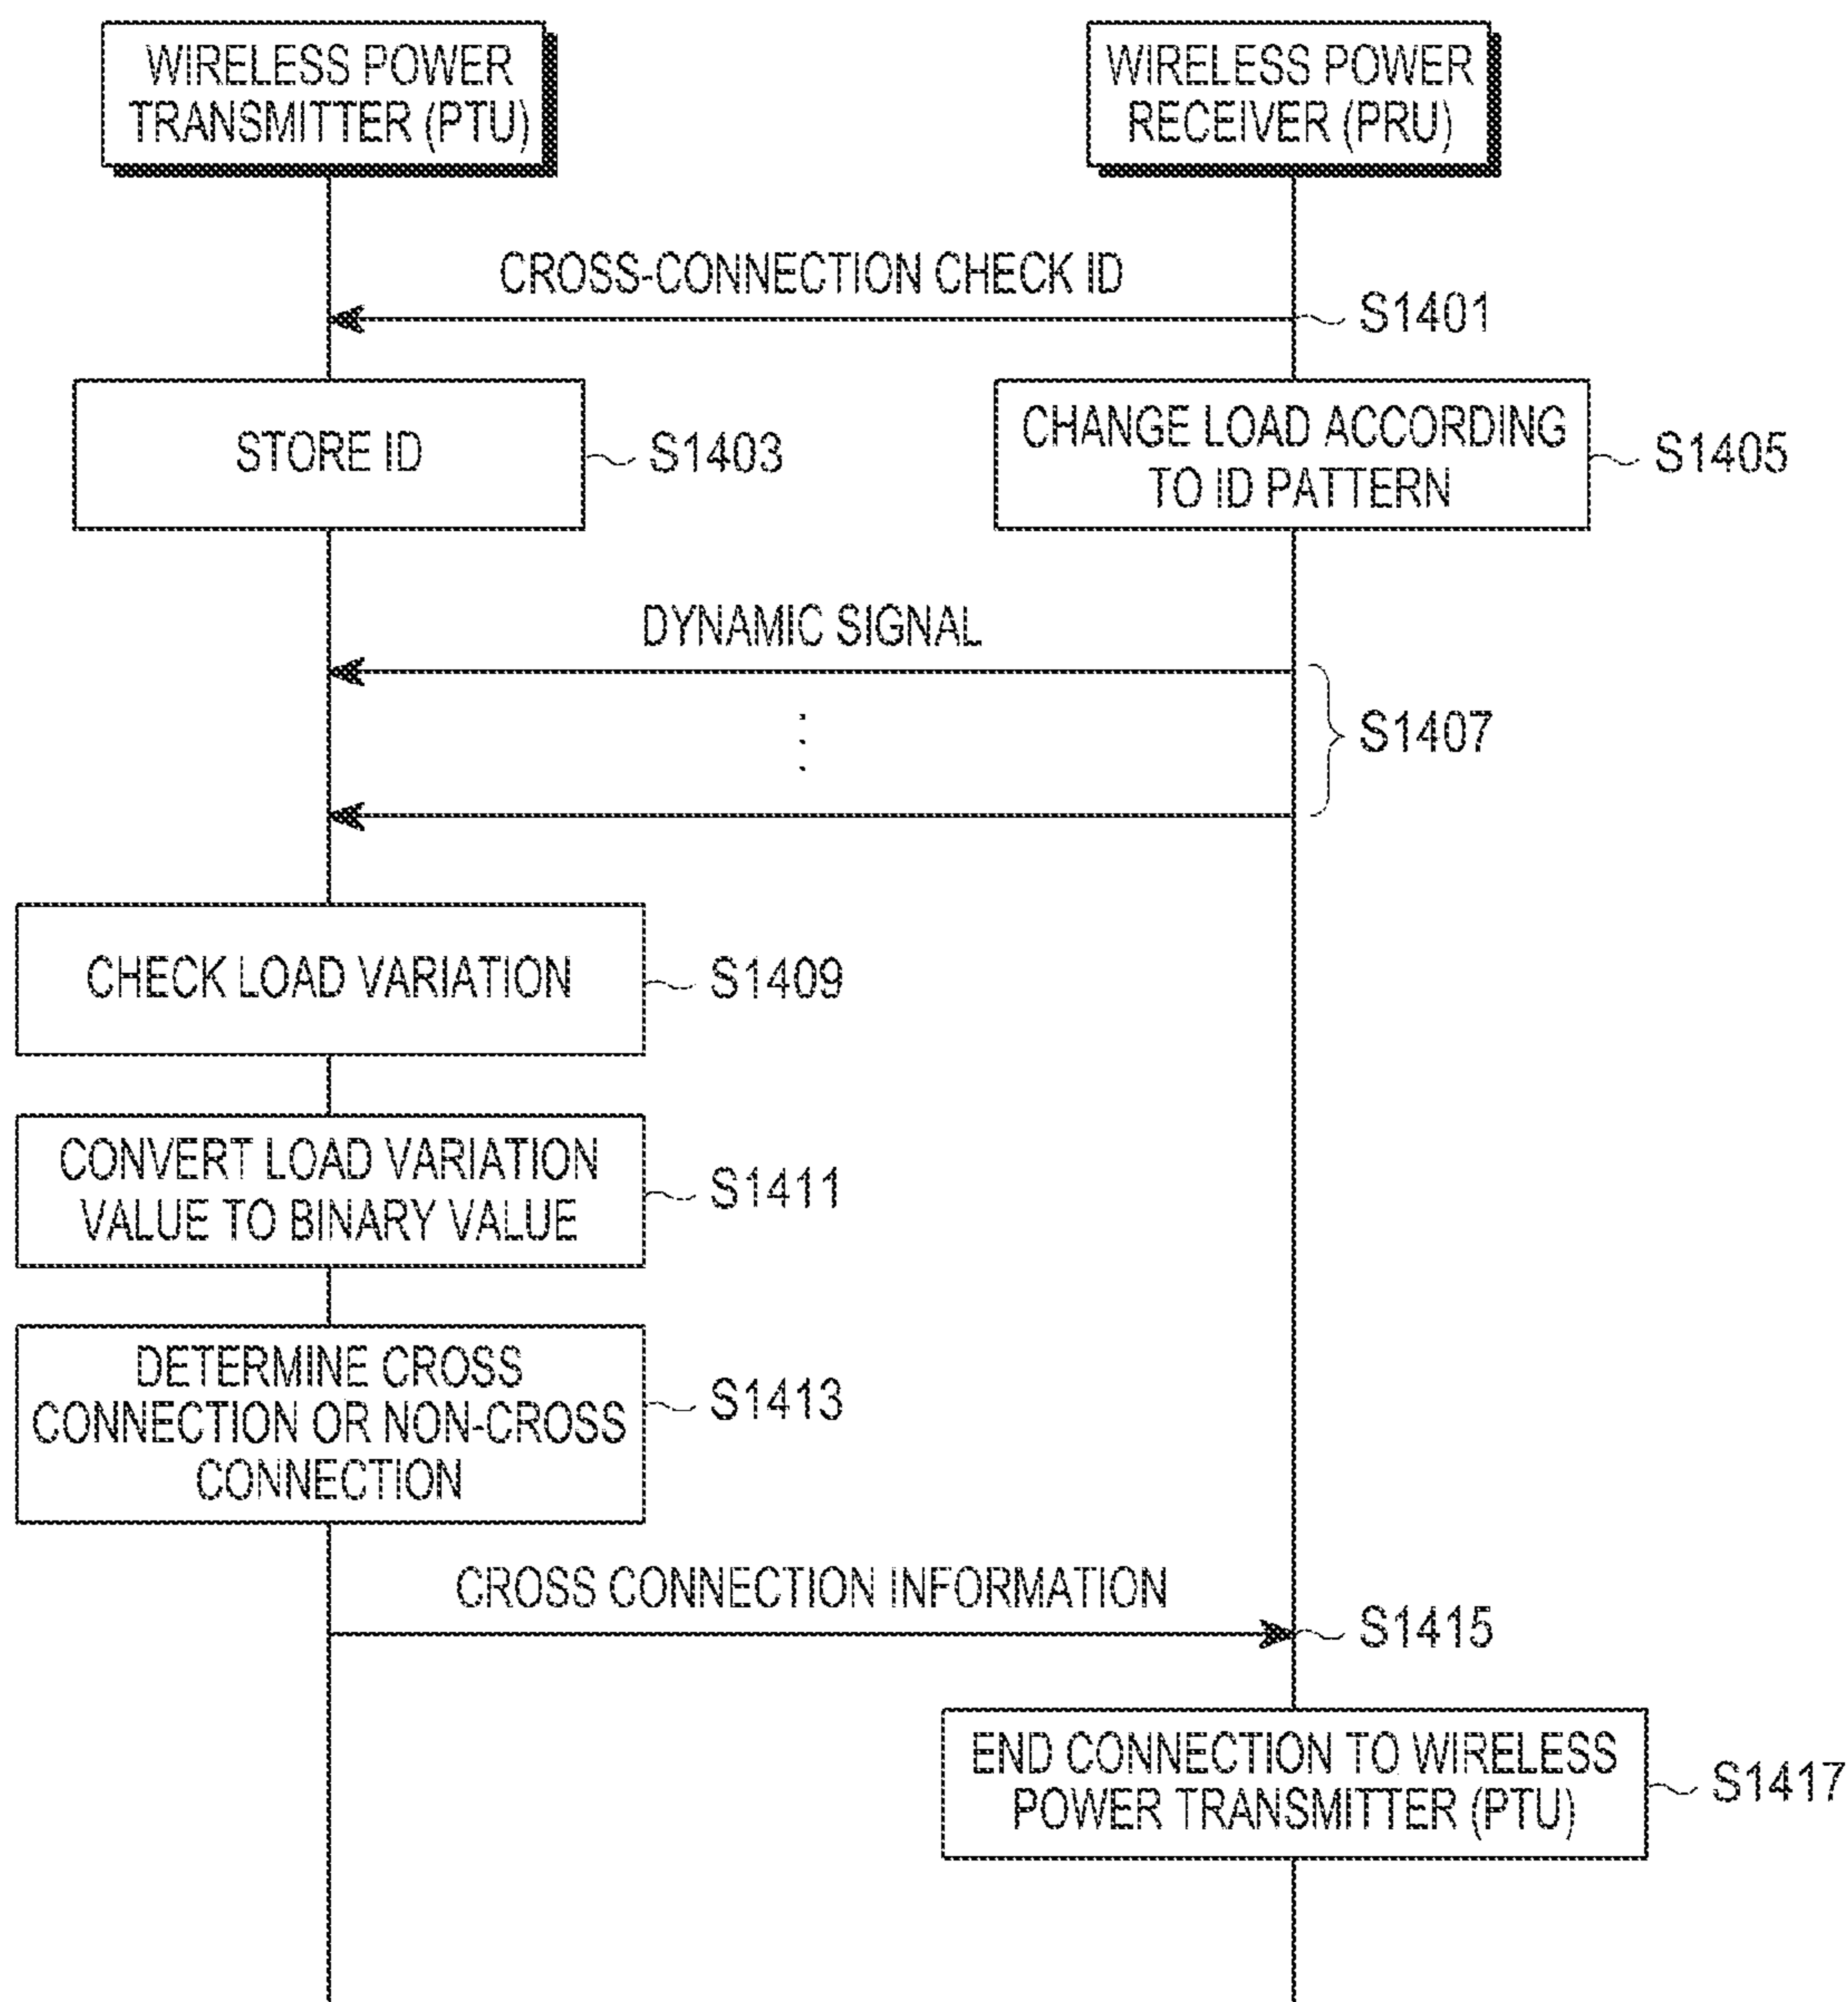 WIRELESS POWER
TRANSMITTER (PTU)
WIRELESS POWER
RECEIVER (PRU)
CROSS-CONNECTION CHECK ID
S1401
STORE ID
S1403
CHANGE LOAD ACCORDING
TO ID PATTERN
S1405
DYNAMIC SIGNAL
S1407
CHECK LOAD VARIATION
S1409
CONVERT LOAD VARIATION
VALUE TO BINARY VALUE
S1411
DETERMINE CROSS
CONNECTION OR NON-CROSS
CONNECTION
S1413
CROSS CONNECTION INFORMATION
S1415
END CONNECTION TO WIRELESS
POWER TRANSMITTER (PTU)
S1417